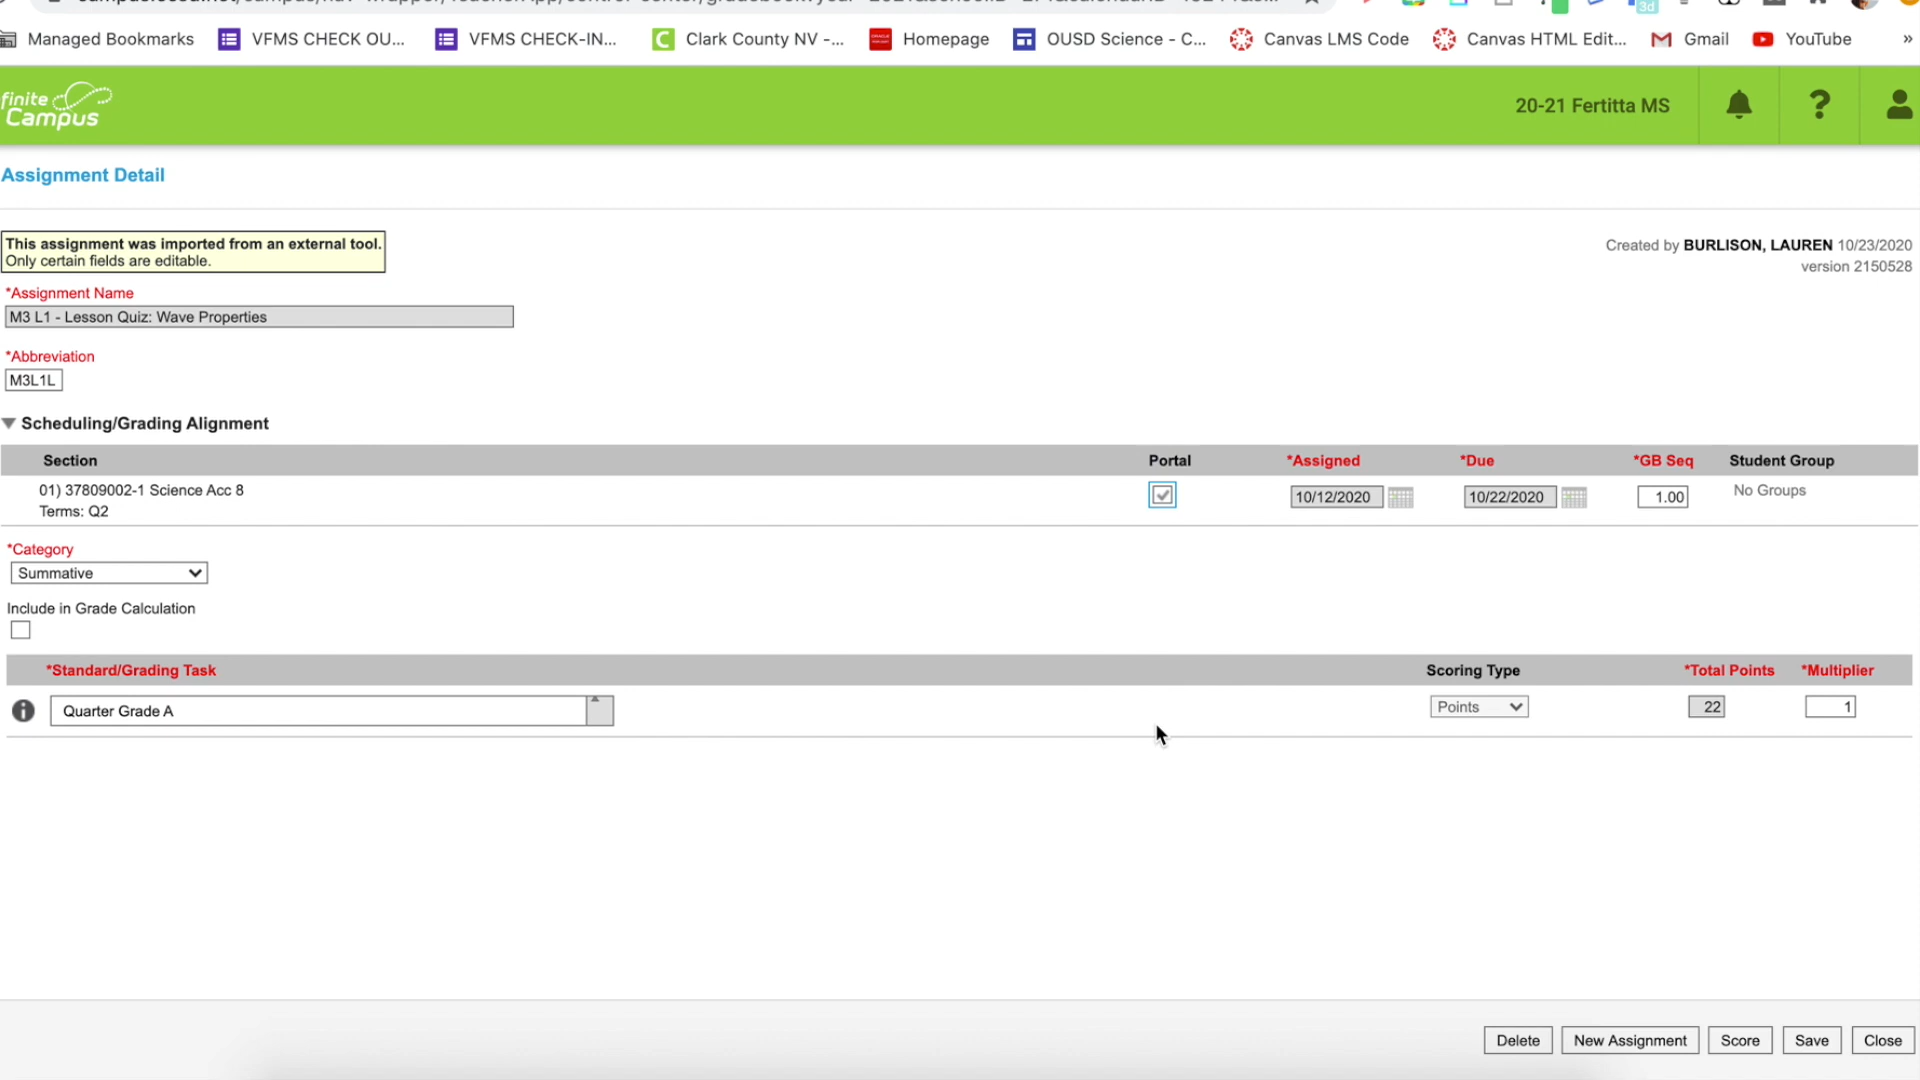 Managed Bookmarks
VFMS CHECK OU...
VFMS CHECK-IN...
Clark County NV -...
Homepage
OUSD Science - C...
Canvas LMS Code
Canvas HTML Edit...
Gmail
YouTube
»
3d
finite
Campus
20-21 Fertitta MS
?
Assignment Detail
This assignment was imported from an external tool.
Only certain fields are editable.
Created by BURLISON, LAUREN 10/23/2020
version 2150528
*Assignment Name
M3 L1 - Lesson Quiz: Wave Properties
*Abbreviation
M3L1L
Scheduling/Grading Alignment
Section Portal *Assigned *Due *GB Seq Student Group
01) 37809002-1 Science Acc 8 10/12/2020 10/22/2020 1.00 No Groups
Terms: Q2
*Category
Summative
Include in Grade Calculation
*Standard/Grading Task Scoring Type *Total Points *Multiplier
Quarter Grade A Points 22 1
Delete New Assignment Score Save Close